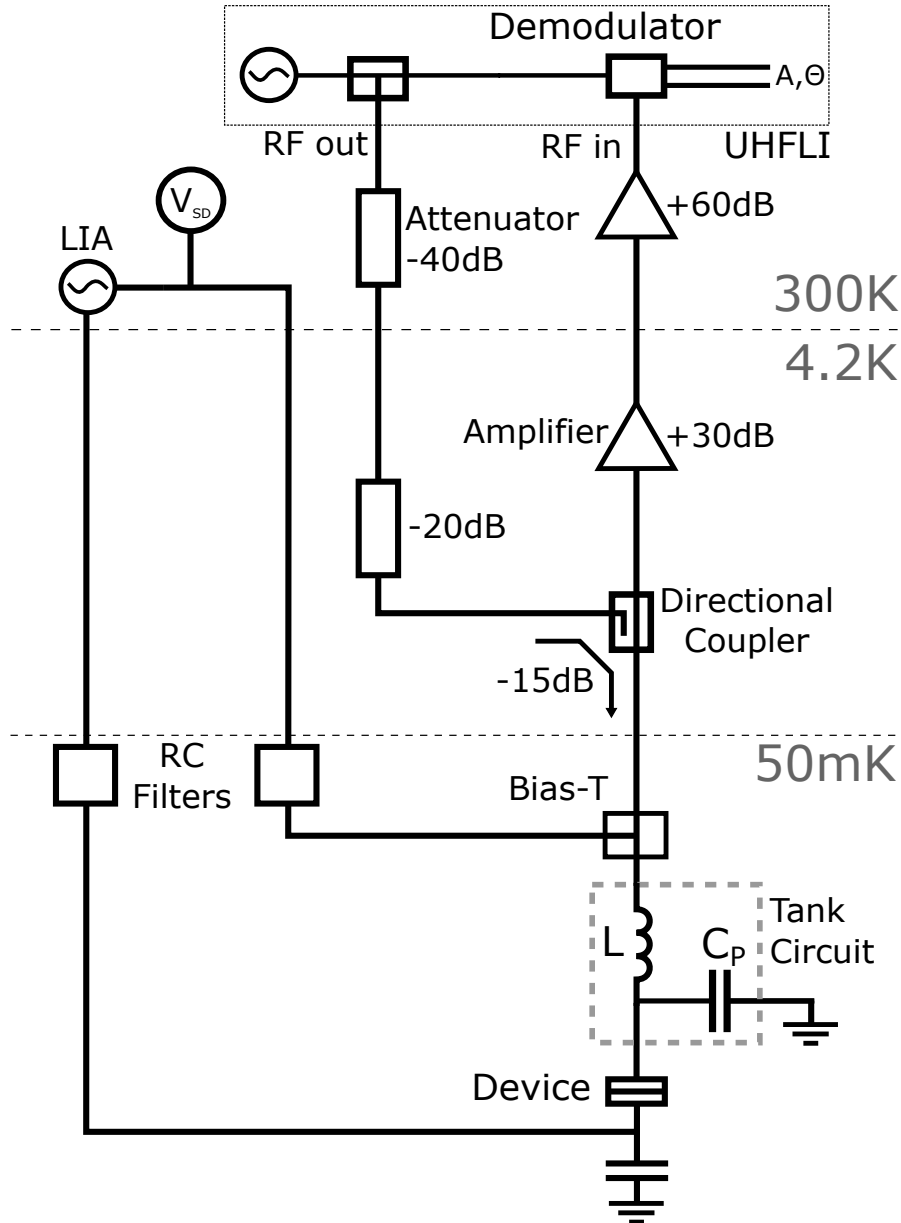 Demodulator
A,Θ
RF out
RF in
UHFLI
V_SD
LIA
Attenuator
-40dB
+60dB
300K
4.2K
Amplifier
+30dB
-20dB
Directional
Coupler
-15dB
50mK
RC
Filters
Bias-T
Tank
Circuit
L
C_P
Device